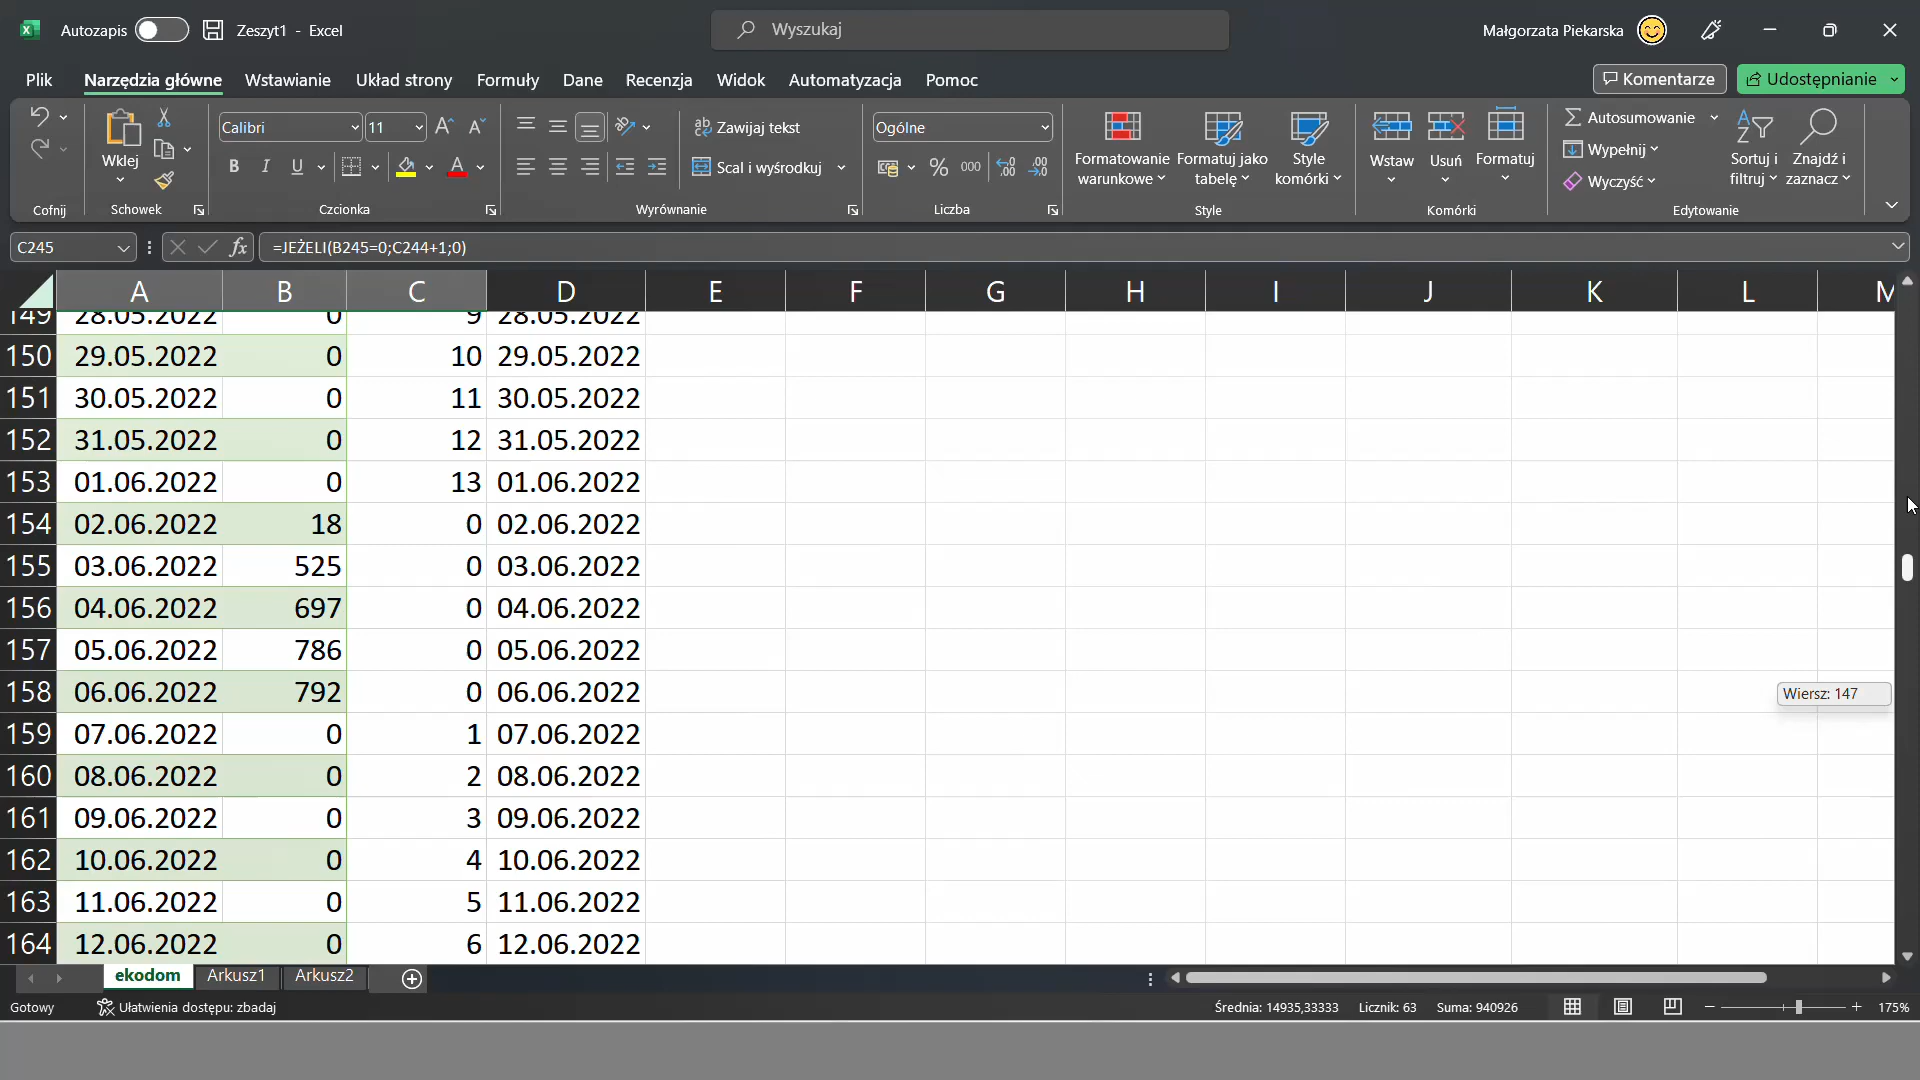 Autozapis Zeszyt1 - Excel Wyszukaj Małgorzata Piekarska
Plik Narzędzia główne Wstawianie Układ strony Formuły Dane Recenzja Widok Automatyzacja Pomoc Komentarze Udostępnianie
Calibri 11 Zawijaj tekst Ogólne Autosumowanie
Wklej B I U A Scal i wyśrodkuj % 000 Formatowanie warunkowe Formatuj jako tabelę Style komórki Wstaw Usuń Formatuj Wypełnij Sortuj i filtruj Znajdź i zaznacz
Wyczyść
Cofnij Schowek Czcionka Wyrównanie Liczba Style Komórki Edytowanie
C245 fx =JEŻELI(B245=0;C244+1;0)
A B C D E F G H I J K L M
149 28.05.2022 0 9 28.05.2022
150 29.05.2022 0 10 29.05.2022
151 30.05.2022 0 11 30.05.2022
152 31.05.2022 0 12 31.05.2022
153 01.06.2022 0 13 01.06.2022
154 02.06.2022 18 0 02.06.2022
155 03.06.2022 525 0 03.06.2022
156 04.06.2022 697 0 04.06.2022
157 05.06.2022 786 0 05.06.2022
158 06.06.2022 792 0 06.06.2022
Wiersz: 147
159 07.06.2022 0 1 07.06.2022
160 08.06.2022 0 2 08.06.2022
161 09.06.2022 0 3 09.06.2022
162 10.06.2022 0 4 10.06.2022
163 11.06.2022 0 5 11.06.2022
164 12.06.2022 0 6 12.06.2022
ekodom Arkusz1 Arkusz2
Gotowy Ułatwienia dostępu: zbadaj Średnia: 14935,33333 Licznik: 63 Suma: 940926 175%